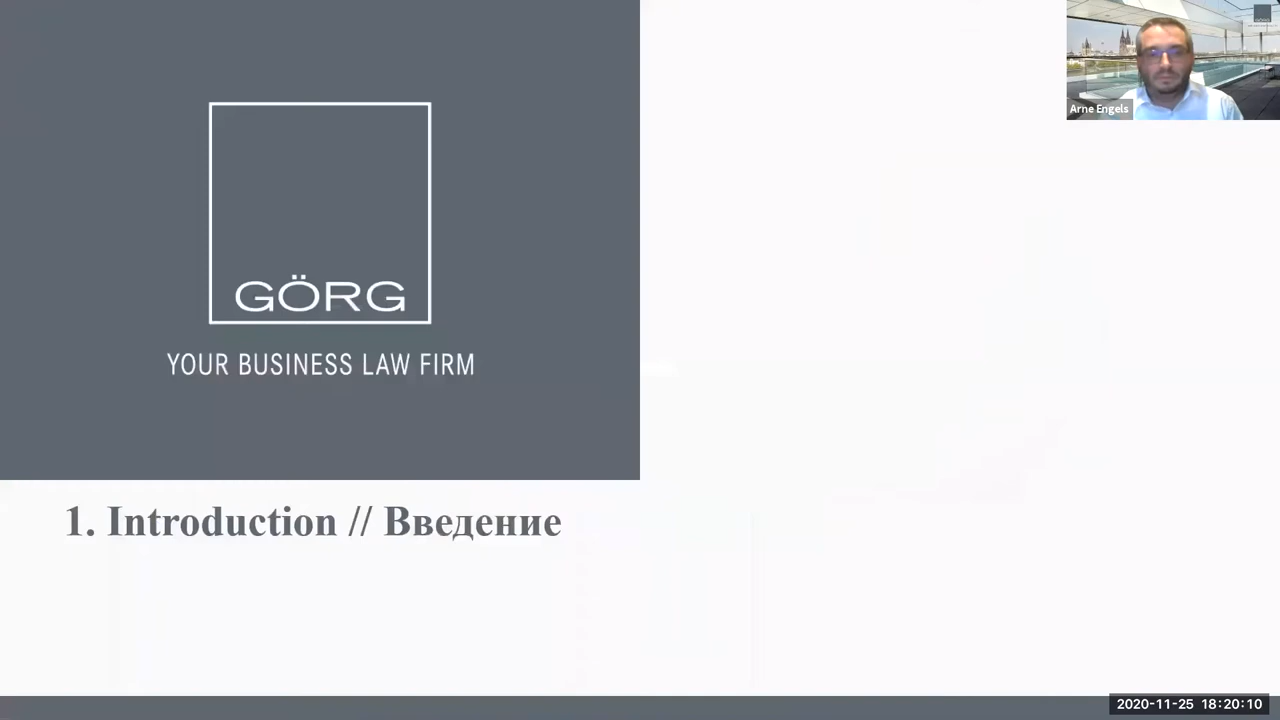 Arne Engels
GÖRG
YOUR BUSINESS LAW FIRM
1. Introduction // Введение
2020-11-25 18:20:10